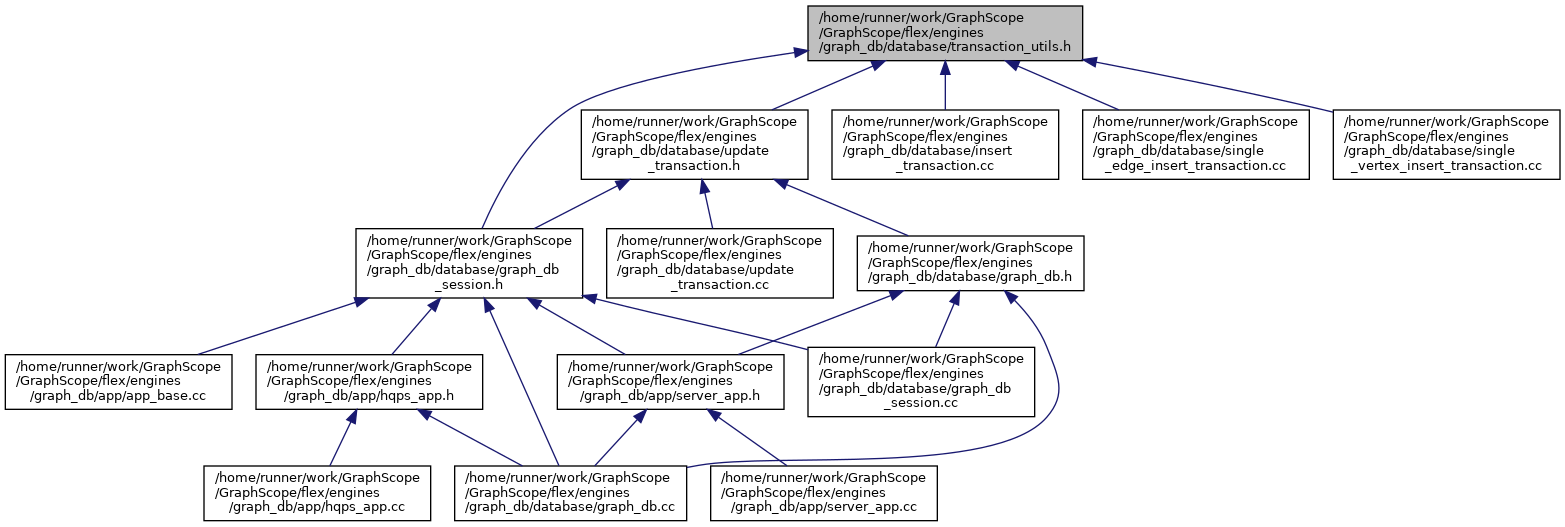 /home/runner/work/GraphScope
/GraphScope/flex/engines
/graph_db/database/transaction_utils.h
/home/runner/work/GraphScope
/GraphScope/flex/engines
/graph_db/database/update
_transaction.h
/home/runner/work/GraphScope
/GraphScope/flex/engines
/graph_db/database/insert
_transaction.cc
/home/runner/work/GraphScope
/GraphScope/flex/engines
/graph_db/database/single
_edge_insert_transaction.cc
/home/runner/work/GraphScope
/GraphScope/flex/engines
/graph_db/database/single
_vertex_insert_transaction.cc
/home/runner/work/GraphScope
/GraphScope/flex/engines
/graph_db/database/graph_db
_session.h
/home/runner/work/GraphScope
/GraphScope/flex/engines
/graph_db/database/update
_transaction.cc
/home/runner/work/GraphScope
/GraphScope/flex/engines
/graph_db/database/graph_db.h
/home/runner/work/GraphScope
/GraphScope/flex/engines
/graph_db/app/app_base.cc
/home/runner/work/GraphScope
/GraphScope/flex/engines
/graph_db/app/hqps_app.h
/home/runner/work/GraphScope
/GraphScope/flex/engines
/graph_db/app/server_app.h
/home/runner/work/GraphScope
/GraphScope/flex/engines
/graph_db/database/graph_db
_session.cc
/home/runner/work/GraphScope
/GraphScope/flex/engines
/graph_db/app/hqps_app.cc
/home/runner/work/GraphScope
/GraphScope/flex/engines
/graph_db/database/graph_db.cc
/home/runner/work/GraphScope
/GraphScope/flex/engines
/graph_db/app/server_app.cc